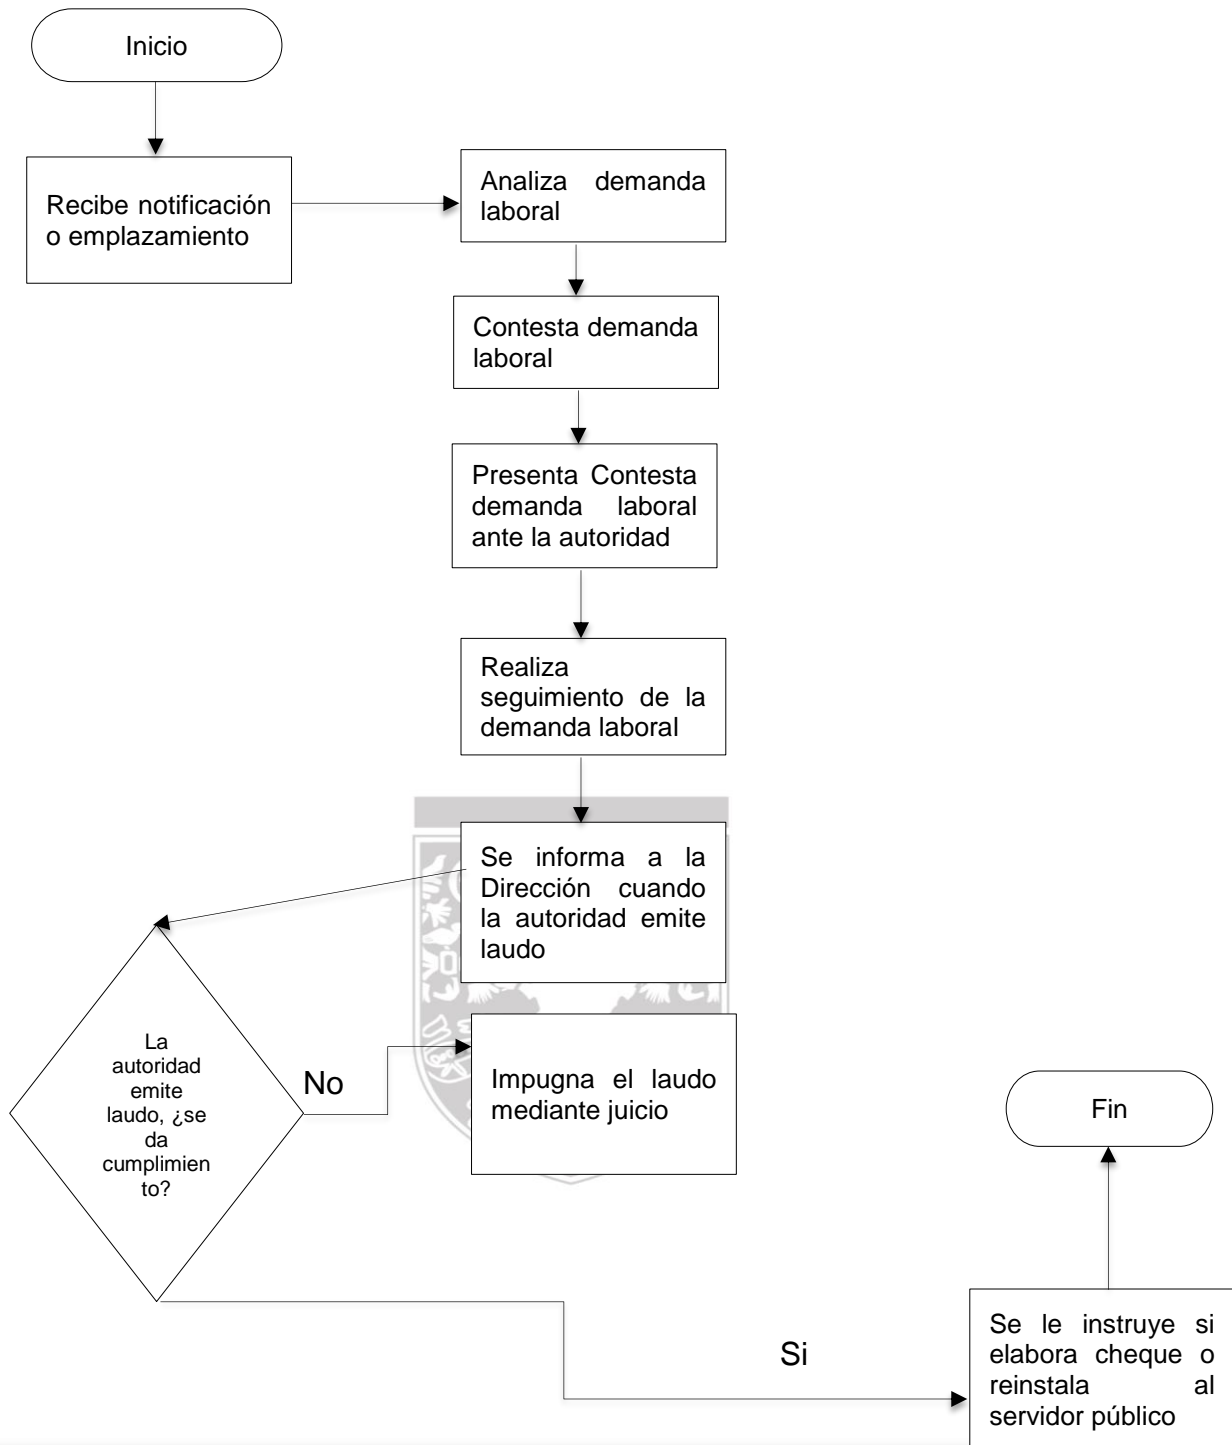 Inicio
Recibe notificación
o emplazamiento
Analiza demanda
laboral
Contesta demanda
laboral
Presenta Contesta
demanda laboral
ante la autoridad
Realiza
seguimiento de la
demanda laboral
Se informa a la
Dirección cuando
la autoridad emite
laudo
La
autoridad
emite
laudo, ¿se
da
cumplimien
to?
No
Impugna el laudo
mediante juicio
Si
Se le instruye si
elabora cheque o
reinstala al
servidor público
Fin